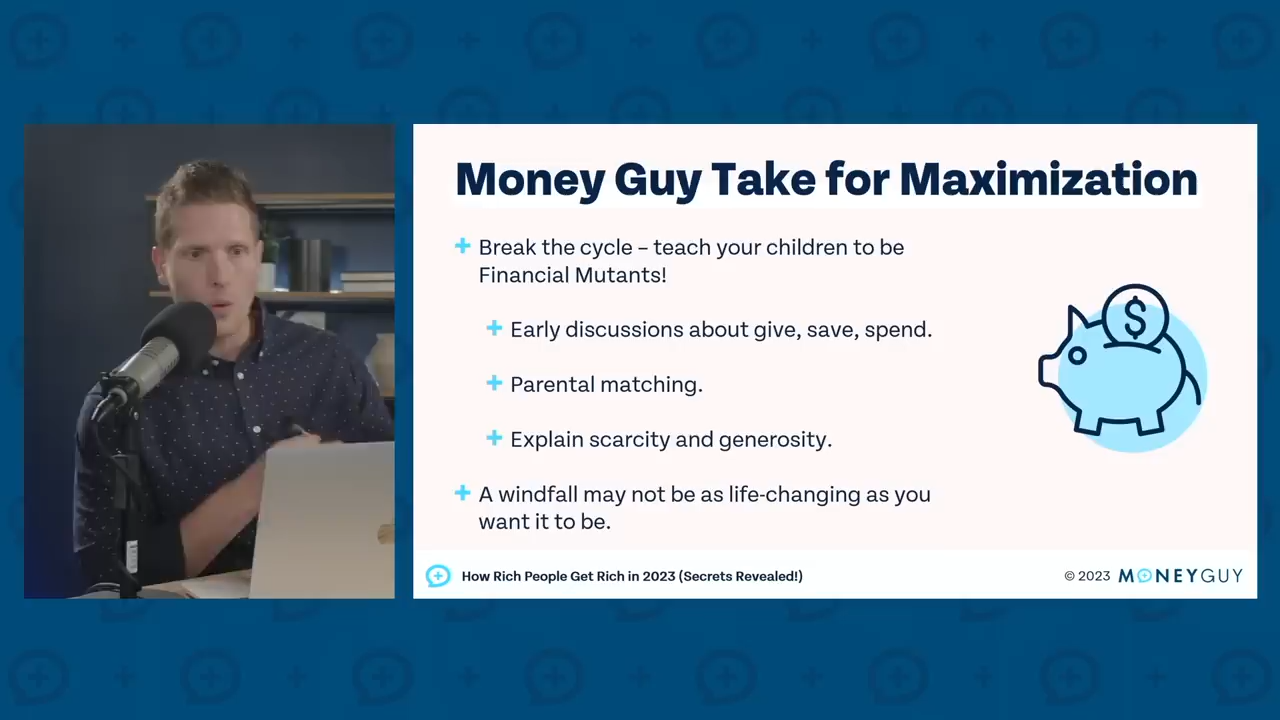 Money Guy Take for Maximization
Break the cycle – teach your children to be
Financial Mutants!
Early discussions about give, save, spend.
Parental matching.
Explain scarcity and generosity.
A windfall may not be as life-changing as you
want it to be.
How Rich People Get Rich in 2023 (Secrets Revealed!)
© 2023 MONEYGUY